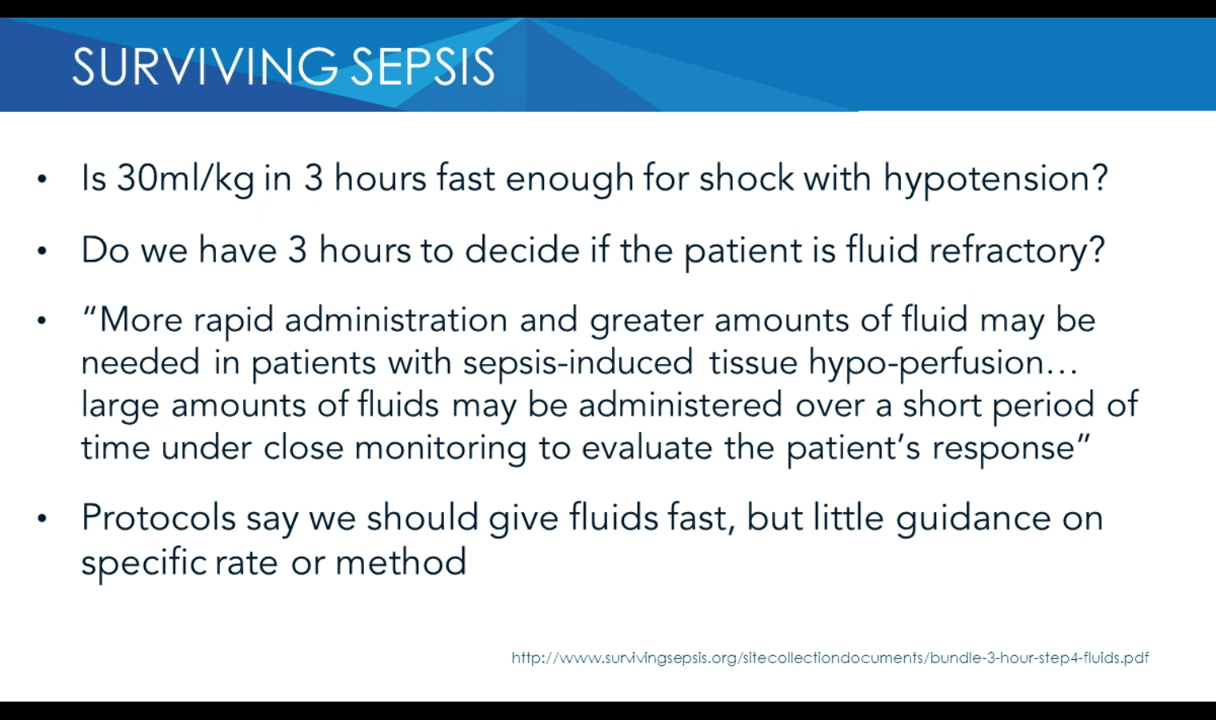 SURVIVING SEPSIS
• Is 30ml/kg in 3 hours fast enough for shock with hypotension?
• Do we have 3 hours to decide if the patient is fluid refractory?
• “More rapid administration and greater amounts of fluid may be
needed in patients with sepsis-induced tissue hypo-perfusion…
large amounts of fluids may be administered over a short period of
time under close monitoring to evaluate the patient’s response”
• Protocols say we should give fluids fast, but little guidance on
specific rate or method
http://www.survivingsepsis.org/sitecollectiondocuments/bundle-3-hour-step4-fluids.pdf